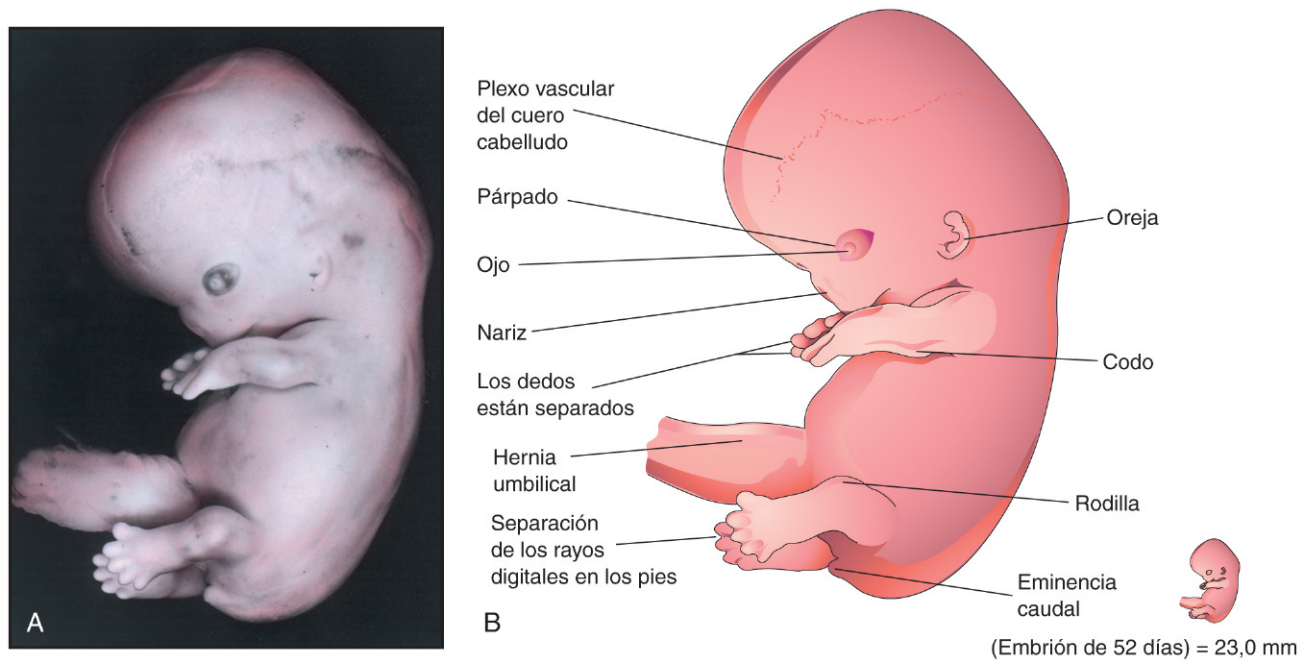 Plexo vascular
del cuero
cabelludo
Párpado
Ojo
Nariz
Los dedos
están separados
Hernia
umbilical
Separación
de los rayos
digitales en los pies
Oreja
Codo
Rodilla
Eminencia
caudal
A
B
(Embrión de 52 días) = 23,0 mm